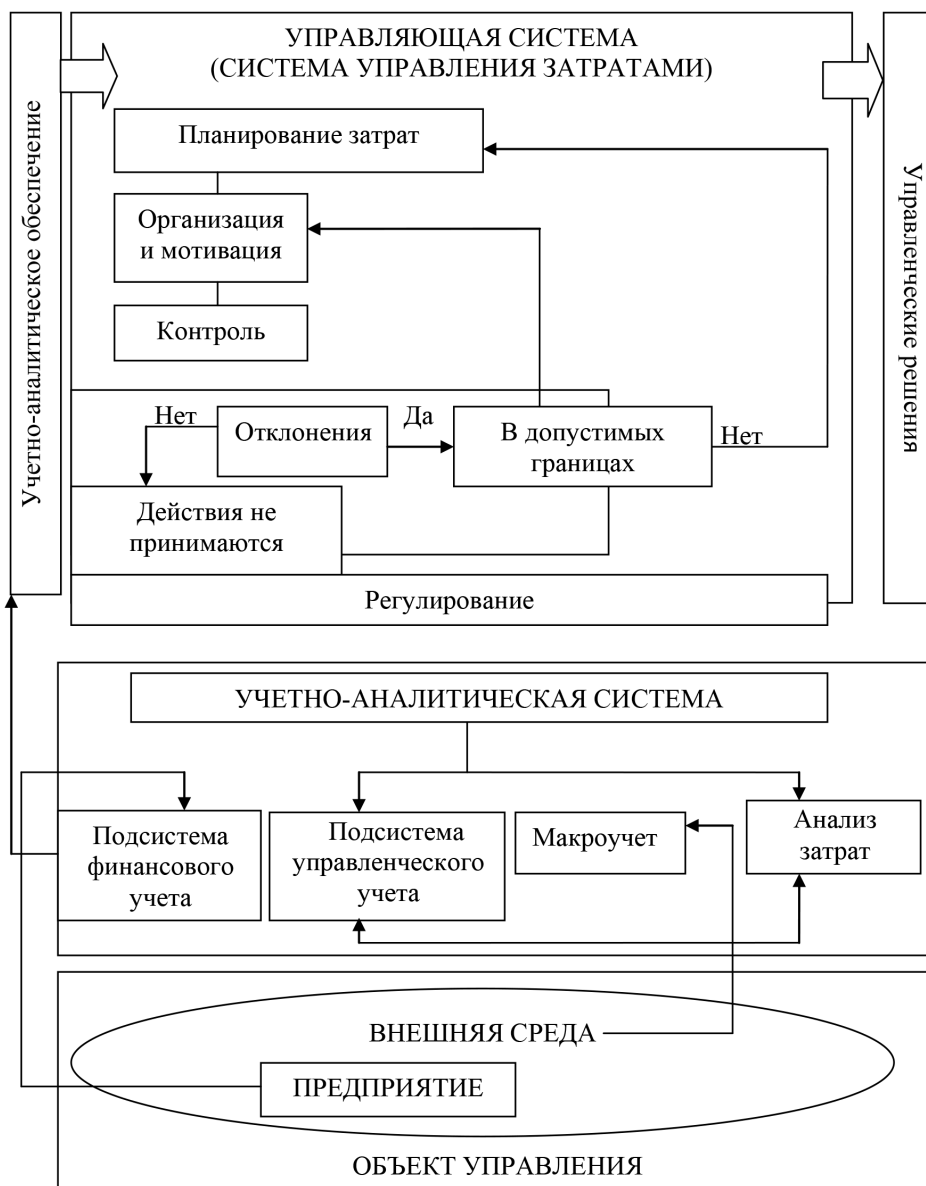 УПРАВЛЯЮЩАЯ СИСТЕМА
(СИСТЕМА УПРАВЛЕНИЯ ЗАТРАТАМИ)
Учетно-аналитическое обеспечение
Управленческие решения
Планирование затрат
Организация
и мотивация
Контроль
Нет
Отклонения
Да
В допустимых
границах
Нет
Действия не
принимаются
Регулирование
УЧЕТНО-АНАЛИТИЧЕСКАЯ СИСТЕМА
Подсистема
финансового
учета
Подсистема
управленческого
учета
Макроучет
Анализ
затрат
ВНЕШНЯЯ СРЕДА
ПРЕДПРИЯТИЕ
ОБЪЕКТ УПРАВЛЕНИЯ